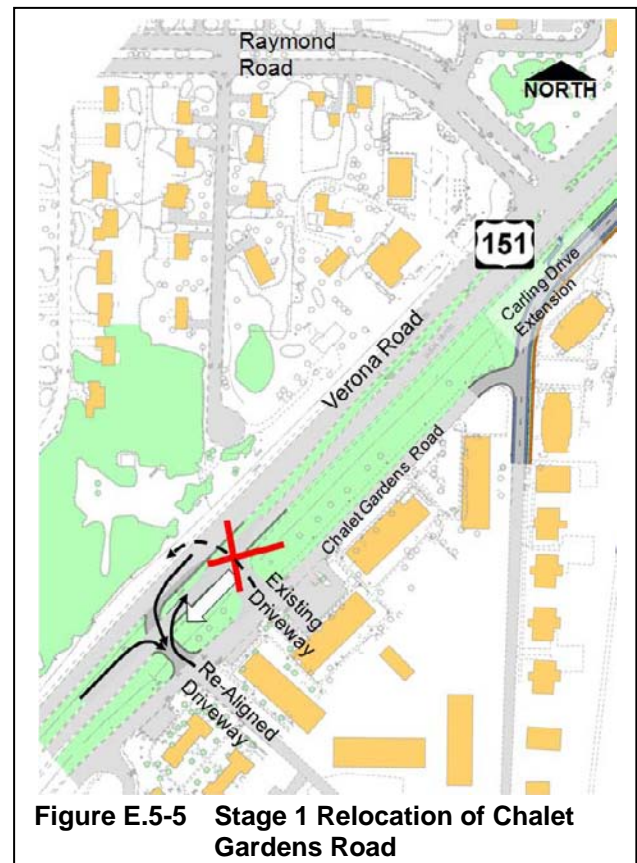 Raymond
Road
NORTH
151
Carling Drive
Extension
Verona Road
Chalet Gardens Road
Existing
Driveway
Re-Aligned
Driveway
Figure E.5-5 Stage 1 Relocation of Chalet
Gardens Road